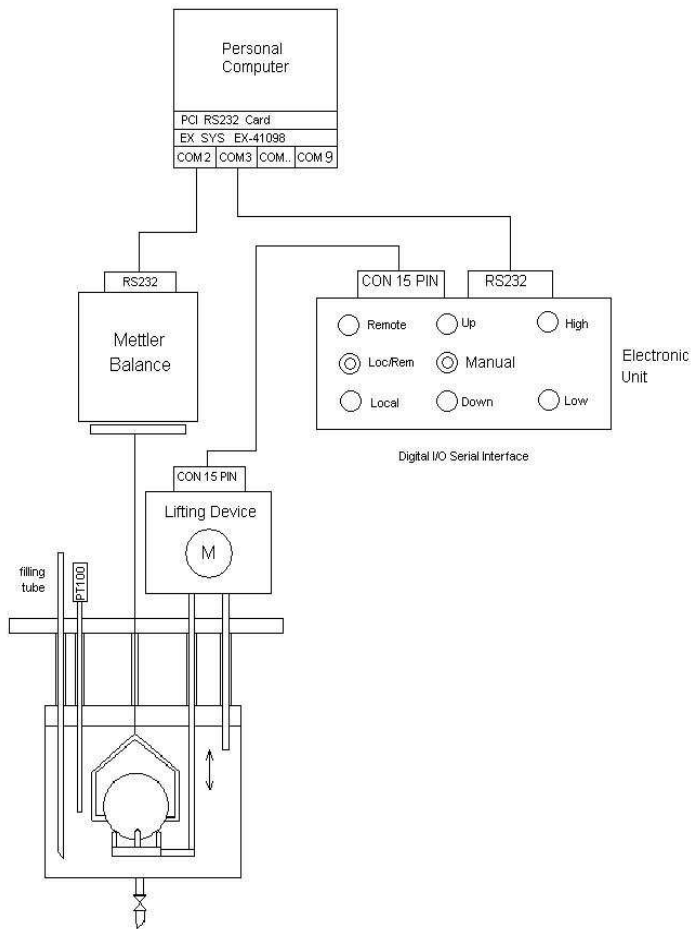 Personal
Computer
PCI RS232 Card
EX SYS EX-41098
COM 2 COM3 COM.. COM 9
RS232
CON 15 PIN
RS232
Remote Up High
Mettler
Balance
Loc/Rem Manual
Electronic
Unit
Local Down Low
Digital I/O Serial Interface
CON 15 PIN
Lifting Device
M
filling
tube
PT100